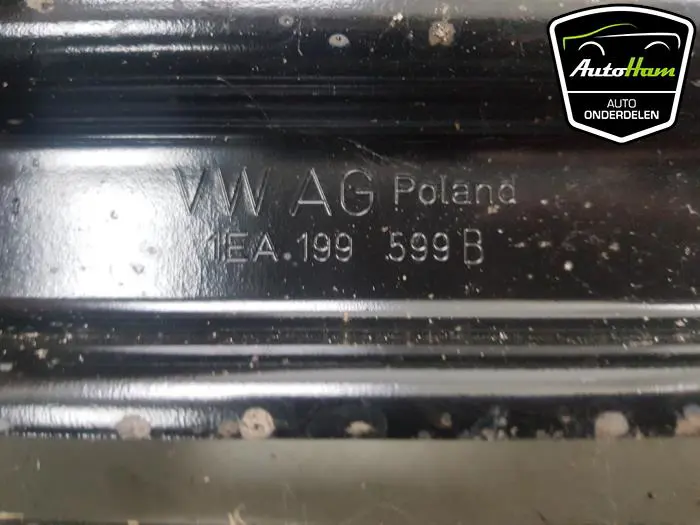 AutoHam
AUTO
ONDERDELEN
VW AG Poland
1EA.199 599 B